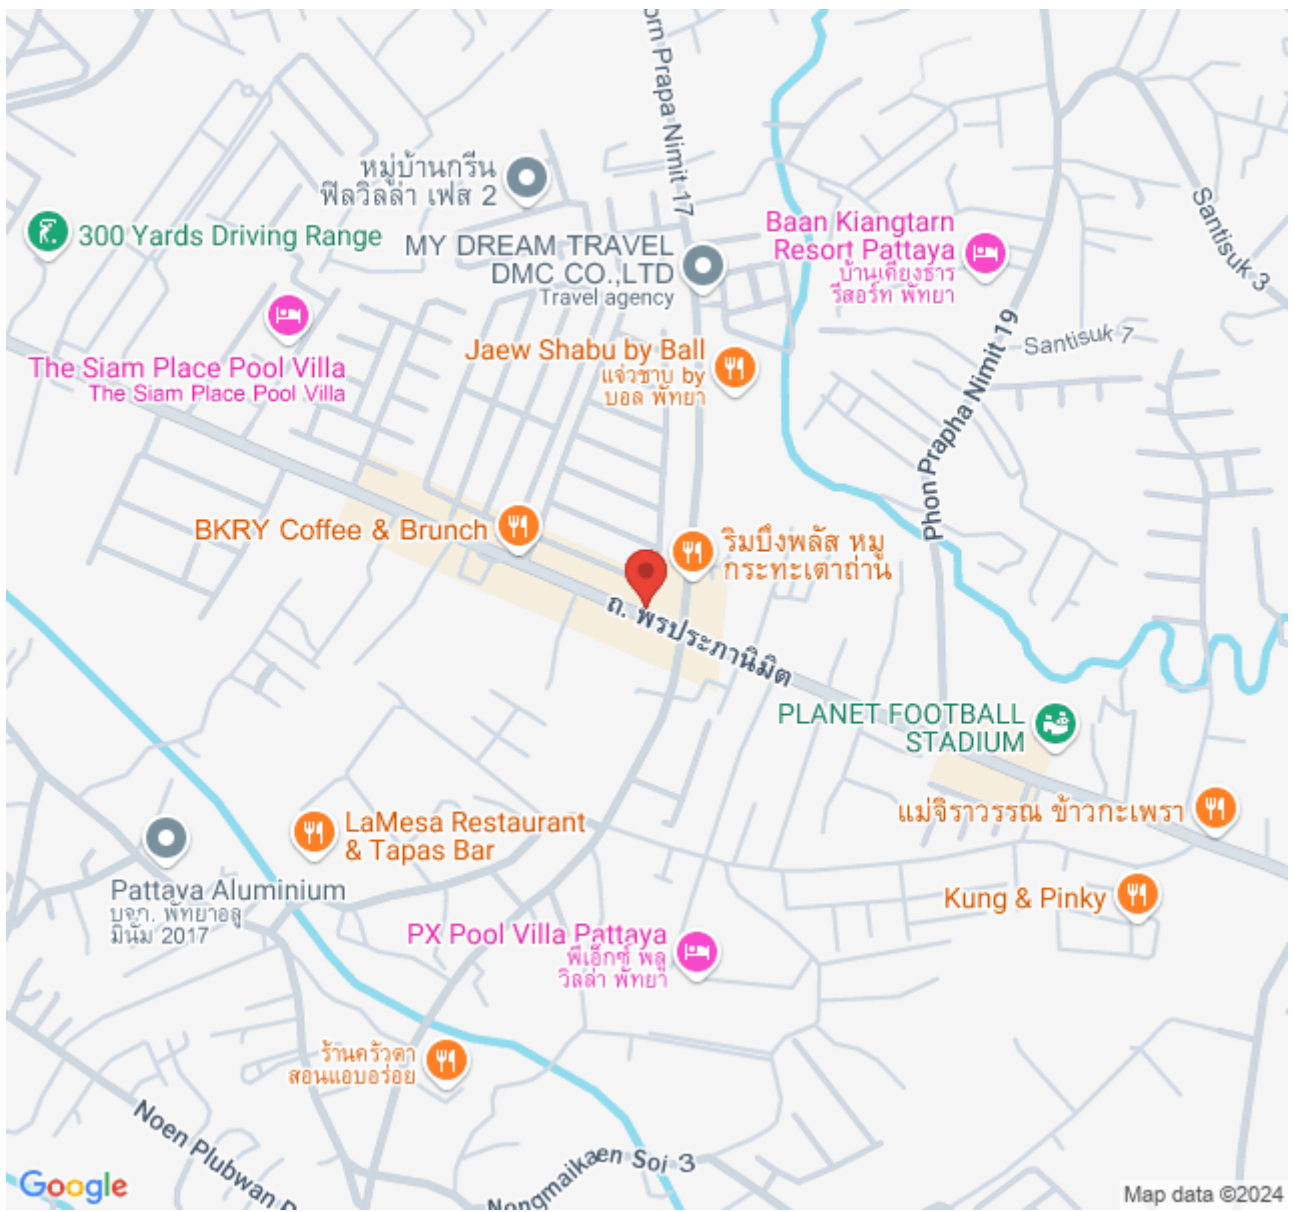 orn Prapa Nimit 17
หมู่บ้านกรีน
ฟิลวิลล่า เฟส 2
300 Yards Driving Range
MY DREAM TRAVEL
DMC CO.,LTD
Travel agency
Baan Kiangtarn
Resort Pattaya
บ้านเคียงธาร
รีสอร์ท พัทยา
Santisuk 3
Santisuk 7
Phon Prapha Nimit 19
The Siam Place Pool Villa
The Siam Place Pool Villa
Jaew Shabu by Ball
แจ่วชาบู by
บอล พัทยา
BKRY Coffee & Brunch
ริมบึงพลัส หมู
กระทะเตาถ่าน
ถ. พรประภานิมิต
PLANET FOOTBALL
STADIUM
แม่จิราวรรณ ข้าวกะเพรา
LaMesa Restaurant
& Tapas Bar
Pattaya Aluminium
บจก. พัทยาอลู
มินั่ม 2017
Kung & Pinky
PX Pool Villa Pattaya
พีเอ็กซ์ พลู
วิลล่า พัทยา
ร้านครัวตา
สอนแอบอร่อย
Noen Plubwan
Nongmaikaen Soi 3
Google
Map data ©2024